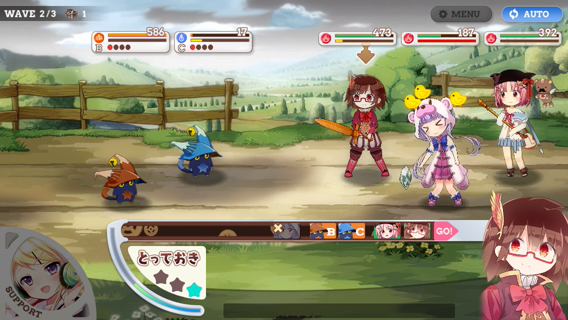 WAVE 2/3 1
MENU
AUTO
586
B
17
C
473
187
392
B
C
GO!
とっておき
SUPPORT